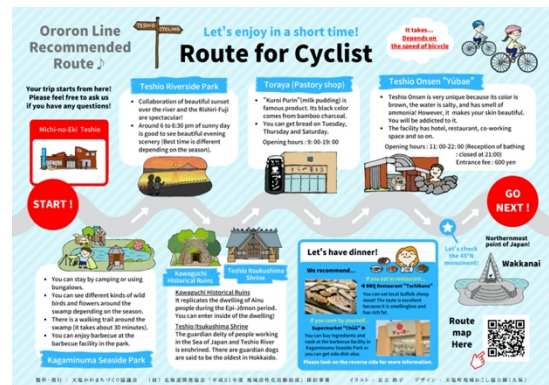 Ororon Line
Recommended
Route♪
TESHIO
CYCLING
Let's enjoy in a short time!
Route for Cyclist
It takes...
Depends on
the speed of bicycle
Your trip starts from here!
Please feel free to ask us
if you have any questions!
Michi-no-Eki Teshio
START !
Teshio Riverside Park
• Collaboration of beautiful sunset
over the river and the Rishiri-Fuji
are spectacular!
• Around 6 to 6:30 pm of sunny day
is good to see beautiful evening
scenery (Best time is different
depending on the season).
Toraya (Pastory shop)
• "Kuroi Purin"(milk pudding) is
famous product. Its black color
comes from bamboo charcoal.
• You can get bread on Tuesday,
Thursday and Saturday.
Opening hours : 9:00-19:00
Teshio Onsen "Yūbae"
• Teshio Onsen is very unique because its color is
brown, the water is salty, and has smell of
ammonia! However, it makes your skin beautiful.
You will be addicted to it.
• The facility has hotel, restaurant, co-working
space and so on.
Opening hours : 11:00-22:00 (Reception of bathing
: closed at 21:00)
Entrance fee : 600 yen
GO
NEXT !
• You can stay by camping or using
bungalows.
• You can see different kinds of wild
birds and flowers around the
swamp depending on the season.
• There is a walking trail around the
swamp (it takes about 30 minutes).
• You can enjoy barbecue at the
barbecue facility in the park.
Kagaminuma Seaside Park
Kawaguchi
Historical Ruins
Teshio Itsukushima
Shrine
Kawaguchi Historical Ruins
It replicates the dwelling of Ainu
people during the Epi-Jōmon period.
You can enter inside of the dwelling!
Teshio Itsukushima Shrine
The guardian deity of people working
in the Sea of Japan and Teshio River
is enshrined. There are guardian dogs
are said to be the oldest in Hokkaido.
Let's have dinner!
We recommend...
If you eat in restaurant...
◀ BBQ Restaurant "Tachibana"
You can eat local Suffolk sheep
meat! The taste is excellent
because it is smellingless and
has rich fat.
If you cook by yourself...
Supermarket "Chīgō" ▶
You can buy ingredients and
cook at the barbecue facility in
Kagaminuma Seaside Park or
you can get side dish also.
Please look on the reverse side for more information.
Let's check
the 45°N
monument!
Northernmost
point of Japan!
Wakkanai
Route
map
Here